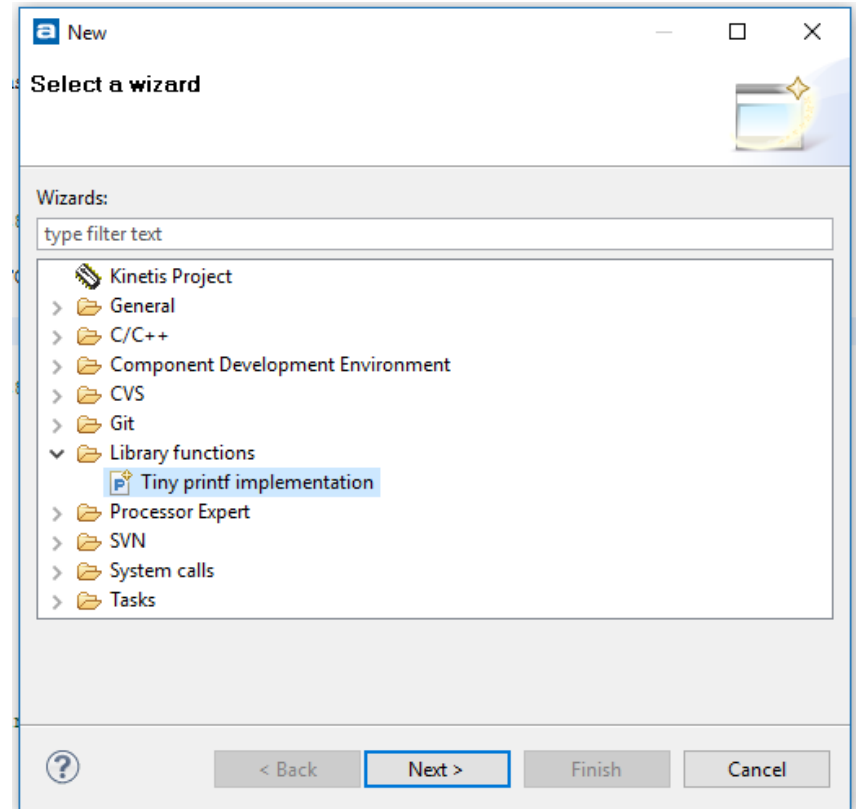 New
Select a wizard
Wizards:
type filter text
Kinetis Project
General
C/C++
Component Development Environment
CVS
Git
Library functions
Tiny printf implementation
Processor Expert
SVN
System calls
Tasks
< Back Next > Finish Cancel